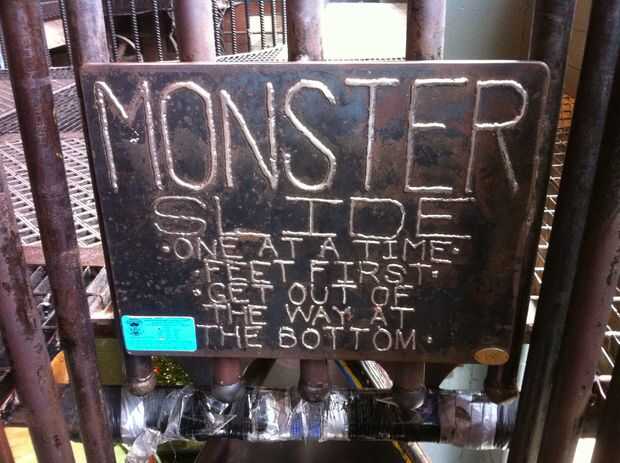 MONSTER
SLIDE
·ONE AT A TIME·
·FEET FIRST·
·GET OUT OF
THE WAY AT
THE BOTTOM·